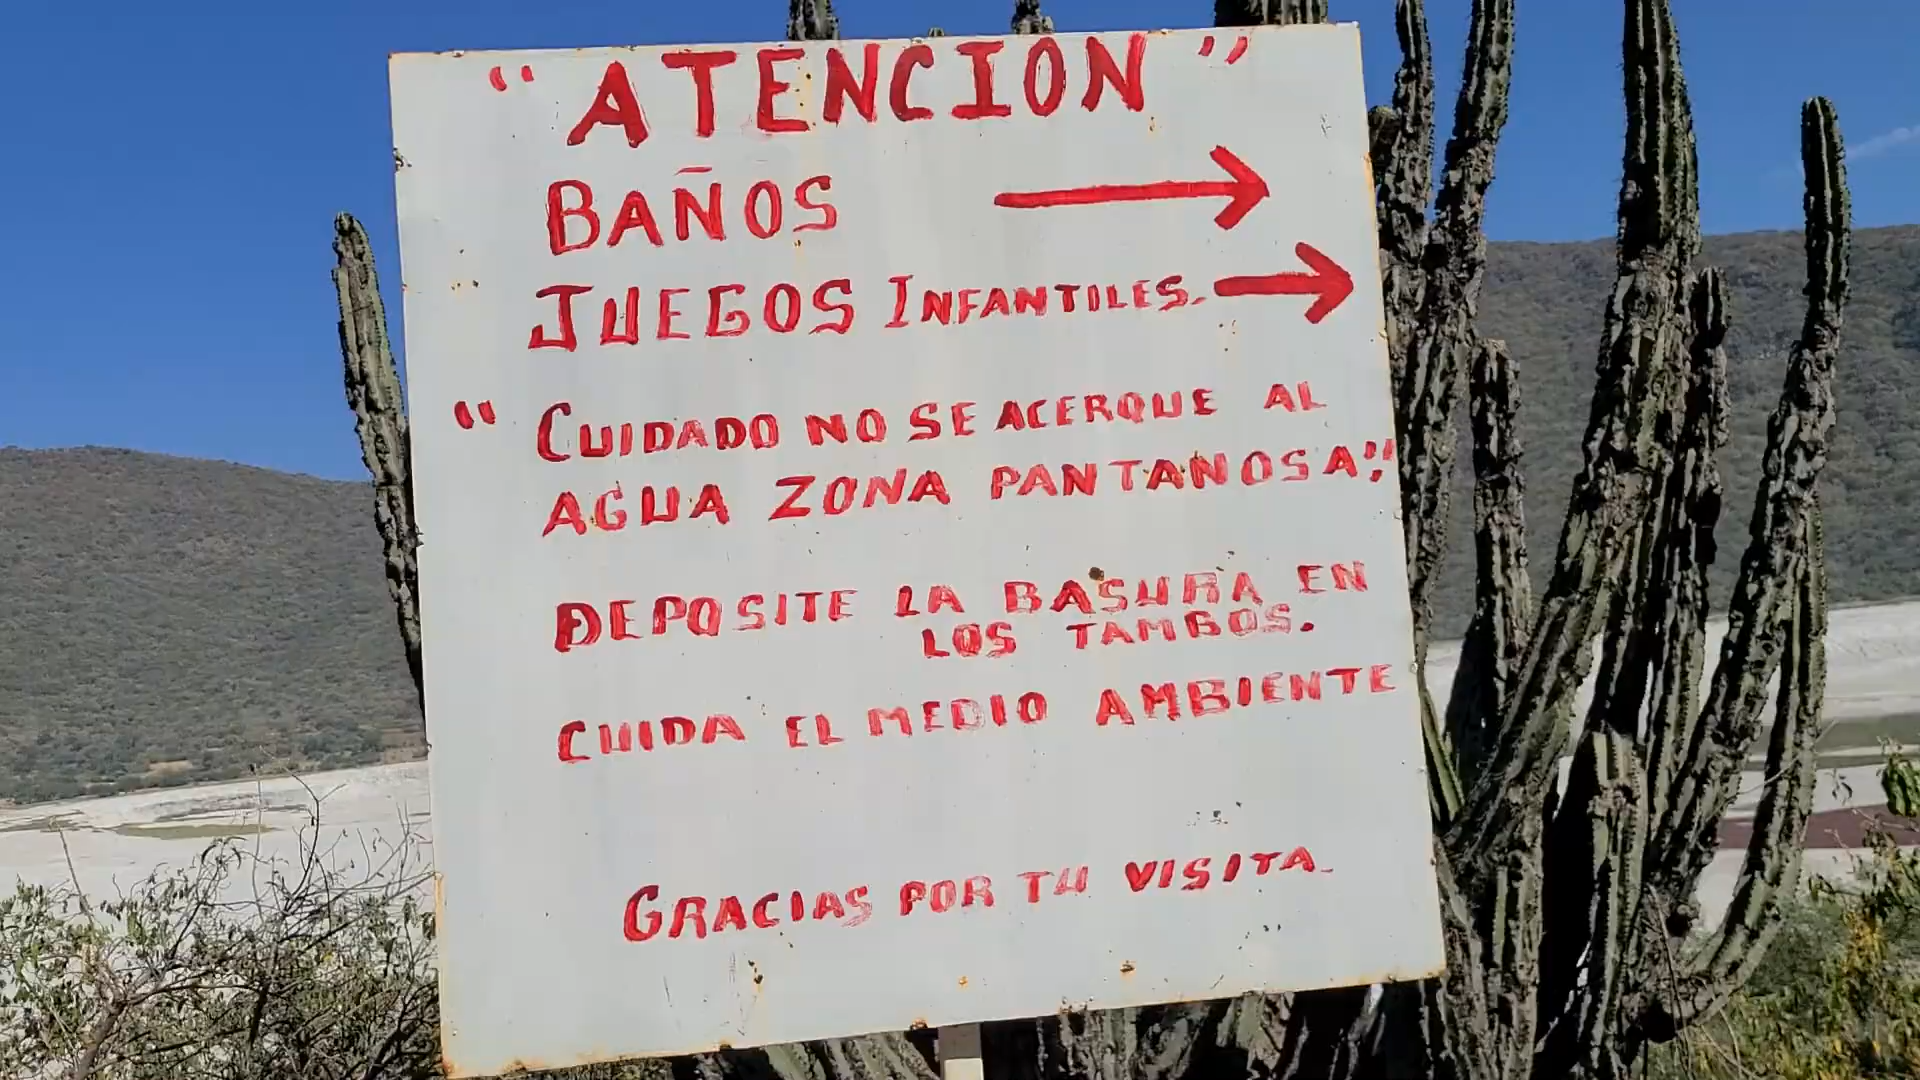 “ATENCION”
BAÑOS
JUEGOS INFANTILES.
“CUIDADO NO SE ACERQUE AL
AGUA ZONA PANTANOSA”
DEPOSITE LA BASURA EN
LOS TAMBOS.
CUIDA EL MEDIO AMBIENTE
GRACIAS POR TU VISITA.